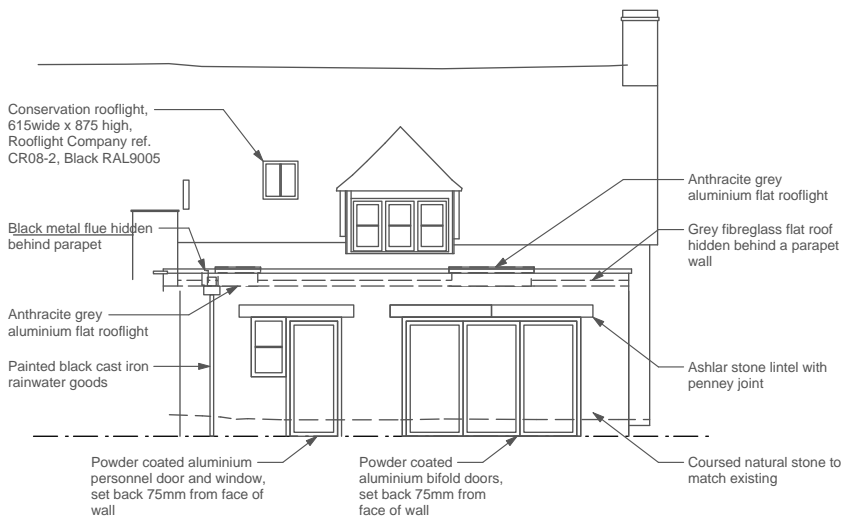 Conservation rooflight,
615wide x 875 high,
Rooflight Company ref.
CR08-2, Black RAL9005
Anthracite grey
aluminium flat rooflight
Black metal flue hidden
behind parapet
Grey fibreglass flat roof
hidden behind a parapet
wall
Anthracite grey
aluminium flat rooflight
Painted black cast iron
rainwater goods
Ashlar stone lintel with
penney joint
Powder coated aluminium
personnel door and window,
set back 75mm from face of
wall
Powder coated
aluminium bifold doors,
set back 75mm from
face of wall
Coursed natural stone to
match existing